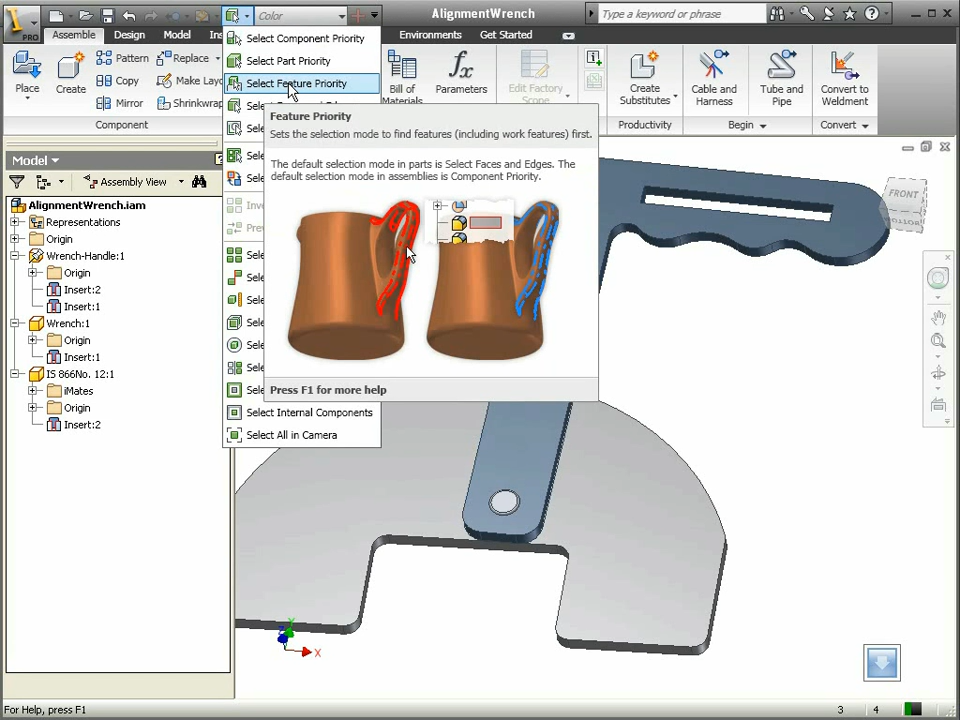 AlignmentWrench
Color
Type a keyword or phrase
PRO
Assemble
Design
Model
Environments
Get Started
Place
Create
Pattern
Copy
Mirror
Replace
Make Layo
Shrinkwrap
Component
Bill of
Materials
Parameters
Edit Factory
Scope
Create
Substitutes
Productivity
Cable and
Harness
Tube and
Pipe
Begin
Convert to
Weldment
Convert
Select Component Priority
Select Part Priority
Select Feature Priority
Feature Priority
Sets the selection mode to find features (including work features) first.
The default selection mode in parts is Select Faces and Edges. The
default selection mode in assemblies is Component Priority.
Press F1 for more help
Select Internal Components
Select All in Camera
Model
Assembly View
AlignmentWrench.iam
Representations
Origin
Wrench-Handle:1
Origin
Insert:2
Insert:1
Wrench:1
Origin
Insert:1
IS 866No. 12:1
iMates
Origin
Insert:2
FRONT
X
For Help, press F1
3
4